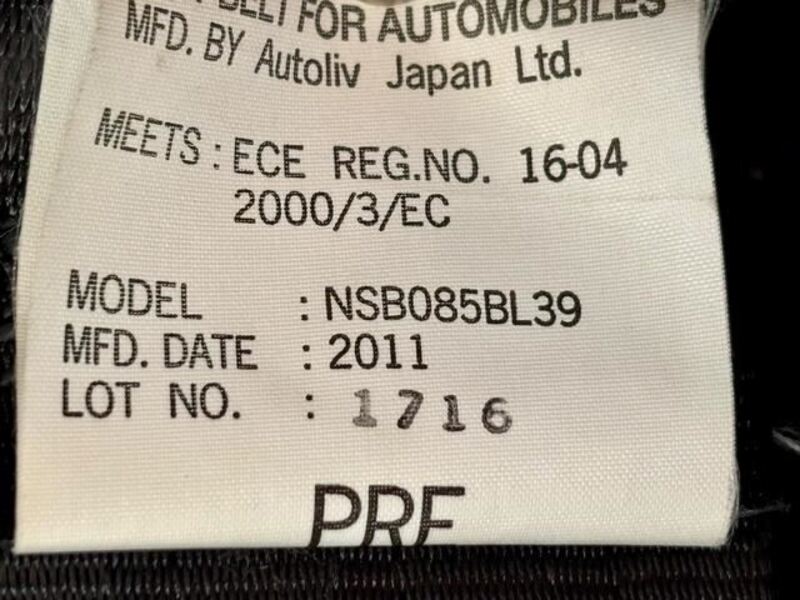 BELT FOR AUTOMOBILES
MFD. BY Autoliv Japan Ltd.
MEETS : ECE REG.NO. 16-04
2000/3/EC
MODEL : NSB085BL39
MFD. DATE : 2011
LOT NO. : 1716